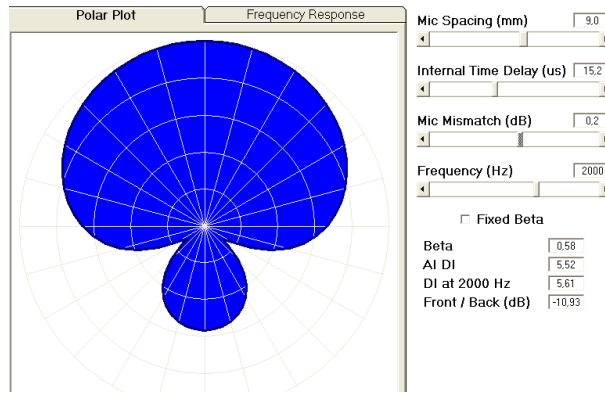 Polar Plot
Frequency Response
Mic Spacing (mm) 9,0
Internal Time Delay (us) 15,2
Mic Mismatch (dB) 0,2
Frequency (Hz) 2000
Fixed Beta
Beta 0,58
AI DI 5,52
DI at 2000 Hz 5,61
Front / Back (dB) -10,93